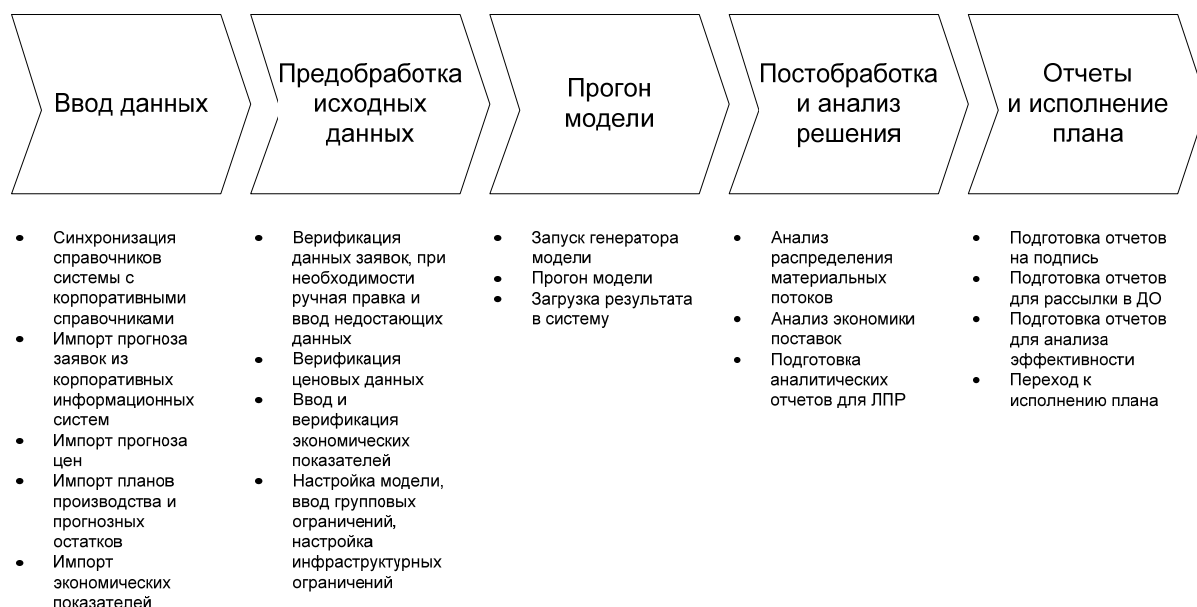 Ввод данных
Предобработка
исходных
данных
Прогон
модели
Постобработка
и анализ
решения
Отчеты
и исполнение
плана
• Синхронизация
справочников
системы с
корпоративными
справочниками
• Импорт прогноза
заявок из
корпоративных
информационных
систем
• Импорт прогноза
цен
• Импорт планов
производства и
прогнозных
остатков
• Импорт
экономических
показателей
• Верификация
данных заявок, при
необходимости
ручная правка и
ввод недостающих
данных
• Верификация
ценовых данных
• Ввод и
верификация
экономических
показателей
• Настройка модели,
ввод групповых
ограничений,
настройка
инфраструктурных
ограничений
• Запуск генератора
модели
• Прогон модели
• Загрузка результата
в систему
• Анализ
распределения
материальных
потоков
• Анализ экономики
поставок
• Подготовка
аналитических
отчетов для ЛПР
• Подготовка отчетов
на подпись
• Подготовка отчетов
для рассылки в ДО
• Подготовка отчетов
для анализа
эффективности
• Переход к
исполнению плана